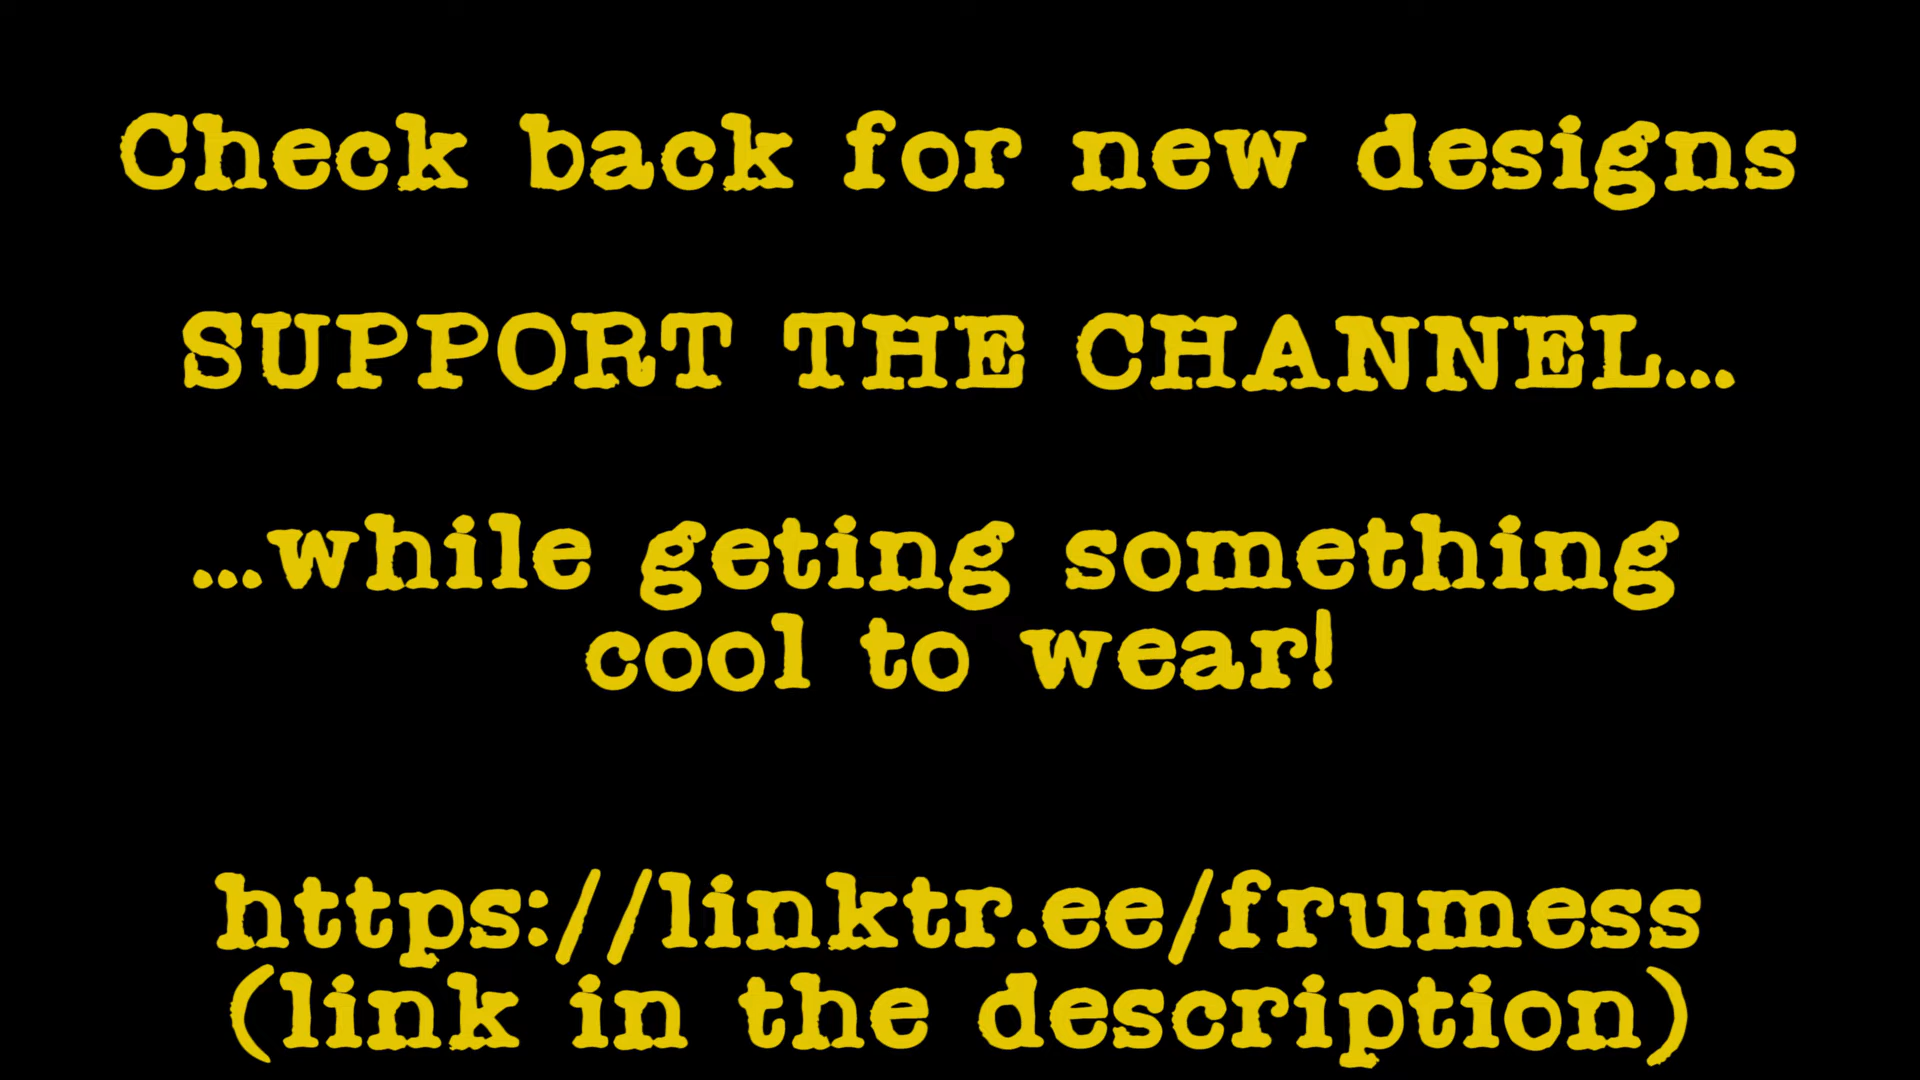 Check back for new designs
SUPPORT THE CHANNEL...
...while geting something
cool to wear!
https://linktr.ee/frumess
(link in the description)